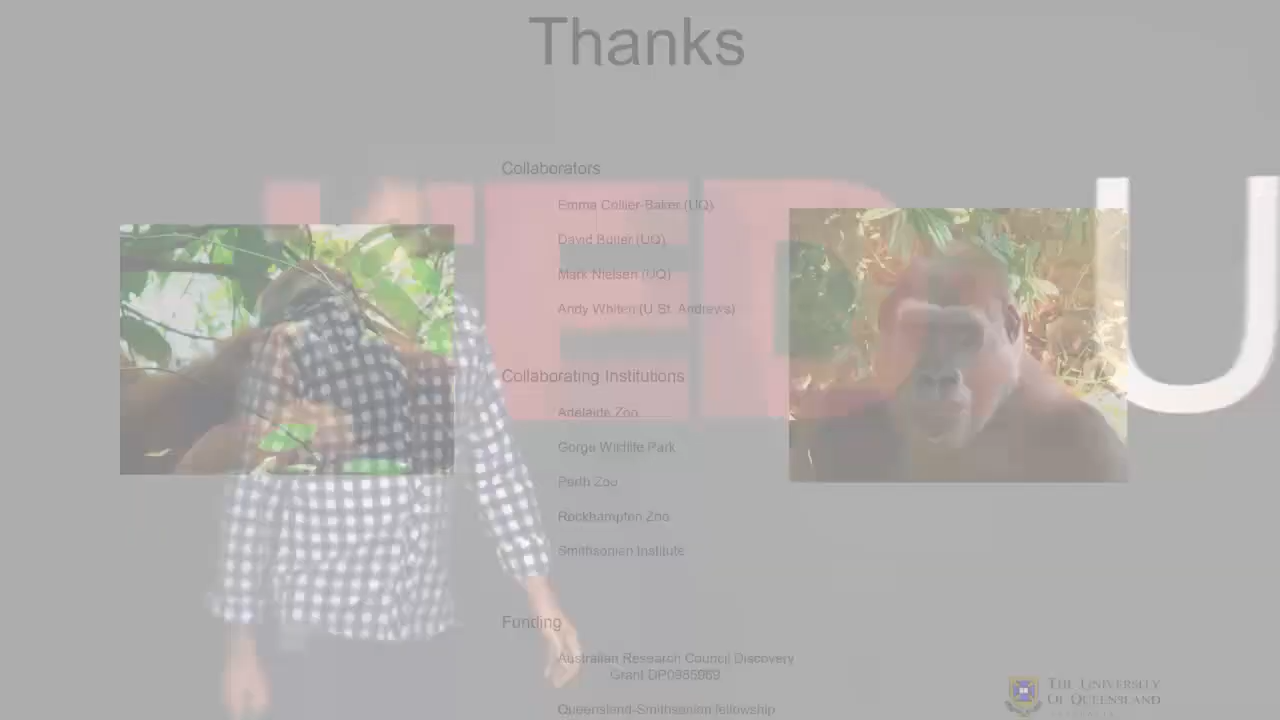 Thanks
Collaborators
Emma Collier-Baker (UQ)
David Butler (UQ)
Mark Nielsen (UQ)
Andy Whiten (U St. Andrews)
Collaborating Institutions
Adelaide Zoo
Gorge Wildlife Park
Perth Zoo
Rockhampton Zoo
Smithsonian Institute
Funding
Australian Research Council Discovery
Grant DP0985969
Queensland-Smithsonian fellowship
TED U
THE UNIVERSITY
OF QUEENSLAND